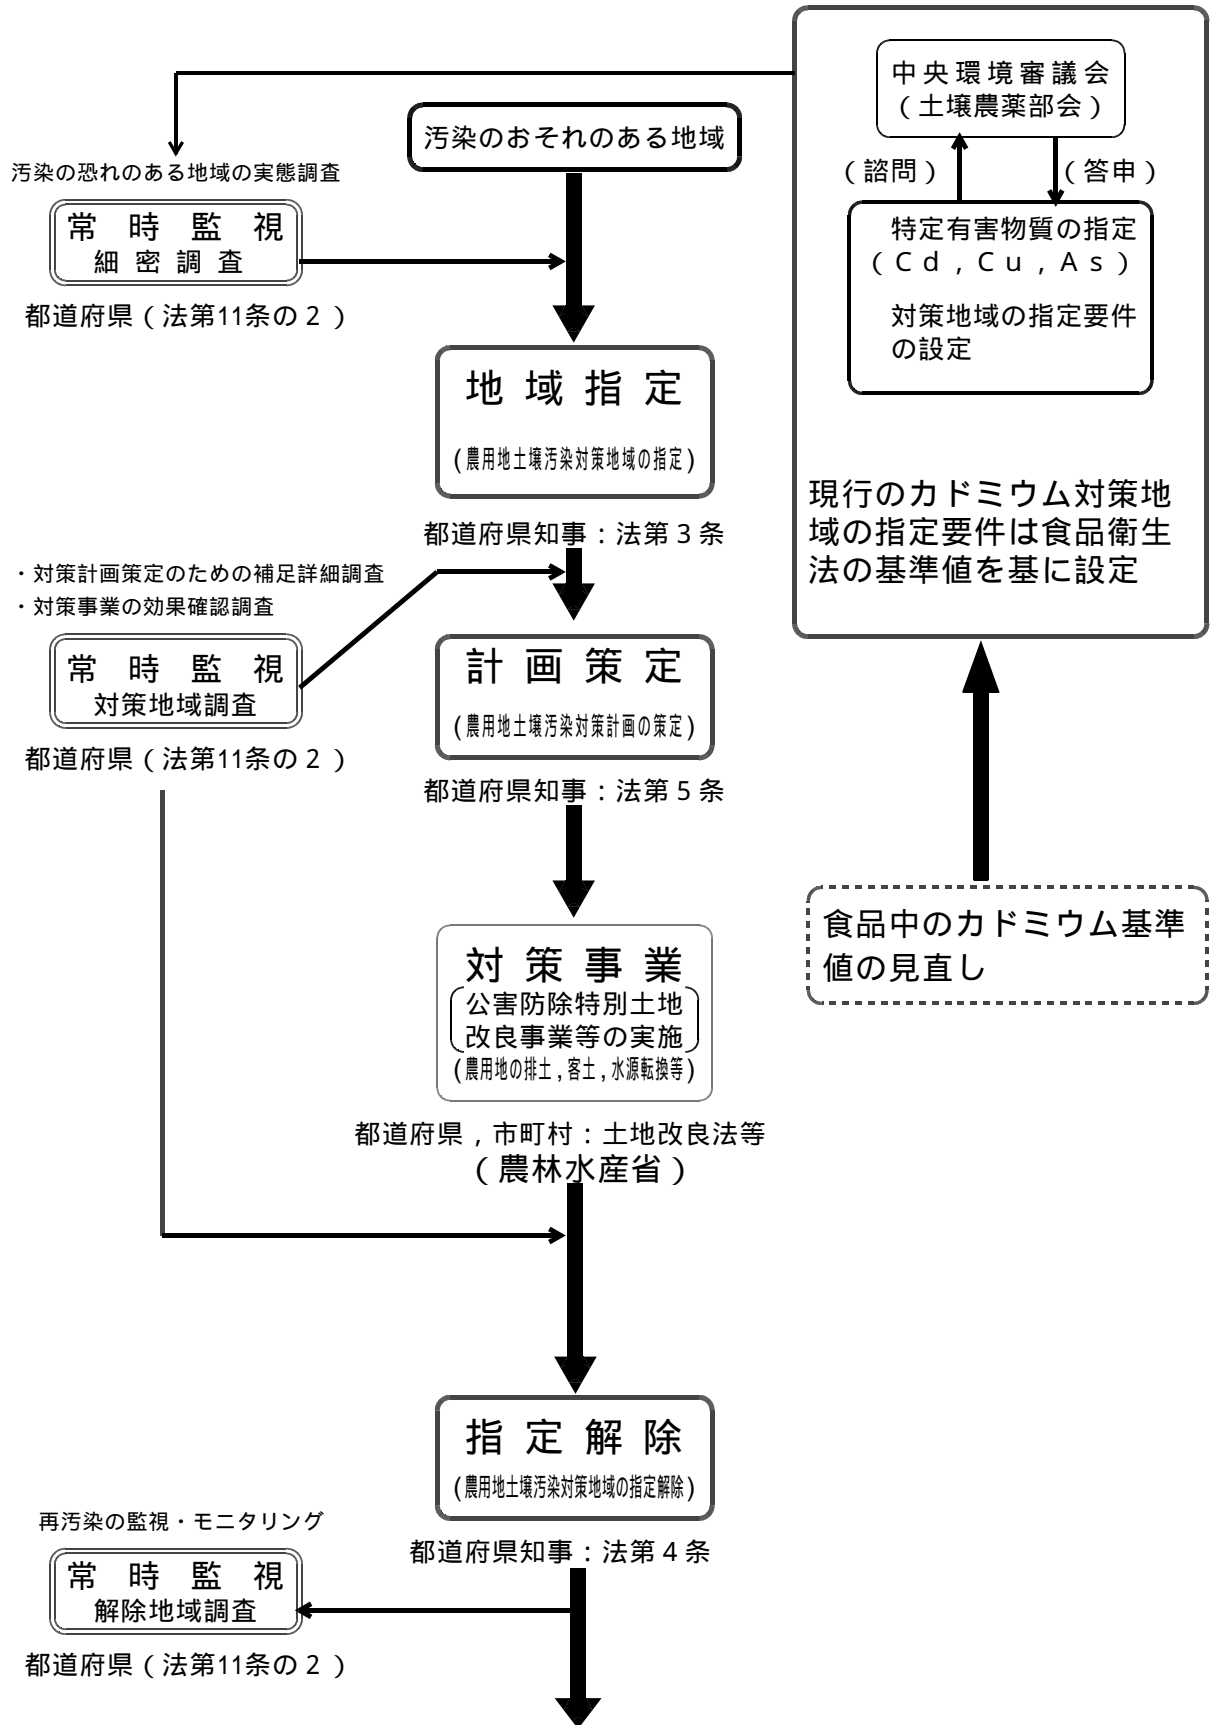 中央環境審議会
（土壌農薬部会）
（諮問）
（答申）
特定有害物質の指定
（Ｃｄ，Ｃｕ，Ａｓ）
対策地域の指定要件
の設定
現行のカドミウム対策地
域の指定要件は食品衛生
法の基準値を基に設定
食品中のカドミウム基準
値の見直し
汚染のおそれのある地域
汚染の恐れのある地域の実態調査
常時監視
細密調査
都道府県（法第11条の２）
地域指定
(農用地土壌汚染対策地域の指定)
都道府県知事：法第３条
・対策計画策定のための補足詳細調査
・対策事業の効果確認調査
常時監視
対策地域調査
都道府県（法第11条の２）
計画策定
(農用地土壌汚染対策計画の策定)
都道府県知事：法第５条
対策事業
公害防除特別土地
改良事業等の実施
(農用地の排土，客土，水源転換等)
都道府県，市町村：土地改良法等
（農林水産省）
指定解除
(農用地土壌汚染対策地域の指定解除)
都道府県知事：法第４条
再汚染の監視・モニタリング
常時監視
解除地域調査
都道府県（法第11条の２）